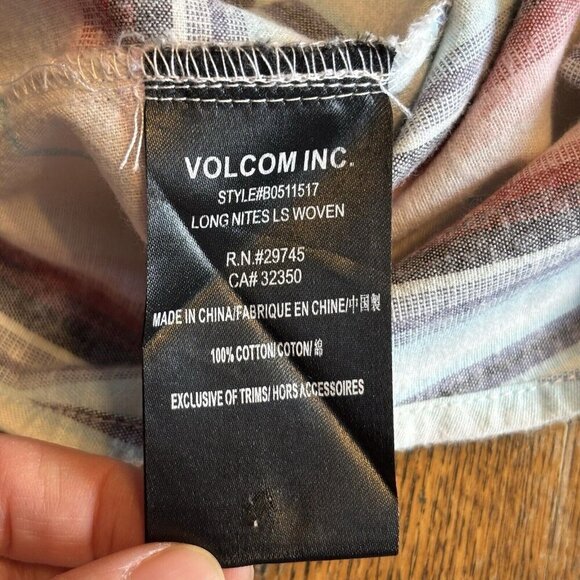 VOLCOM INC.
STYLE#B0511517
LONG NITES LS WOVEN
R.N.#29745
CA# 32350
MADE IN CHINA/FABRIQUE EN CHINE/中国製
100% COTTON/COTON/綿
EXCLUSIVE OF TRIMS/ HORS ACCESSOIRES